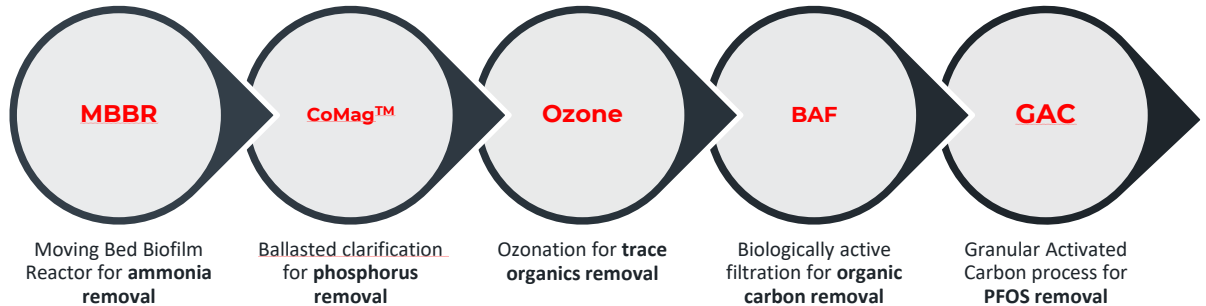 MBBR
CoMag™
Ozone
BAF
GAC
Moving Bed Biofilm
Reactor for ammonia
removal
Ballasted clarification
for phosphorus
removal
Ozonation for trace
organics removal
Biologically active
filtration for organic
carbon removal
Granular Activated
Carbon process for
PFOS removal